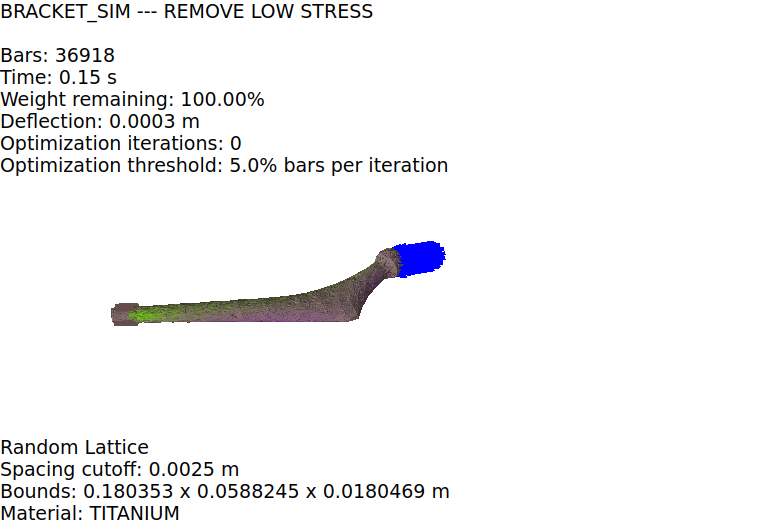 BRACKET_SIM --- REMOVE LOW STRESS
Bars: 36918
Time: 0.15 s
Weight remaining: 100.00%
Deflection: 0.0003 m
Optimization iterations: 0
Optimization threshold: 5.0% bars per iteration
Random Lattice
Spacing cutoff: 0.0025 m
Bounds: 0.180353 x 0.0588245 x 0.0180469 m
Material: TITANIUM